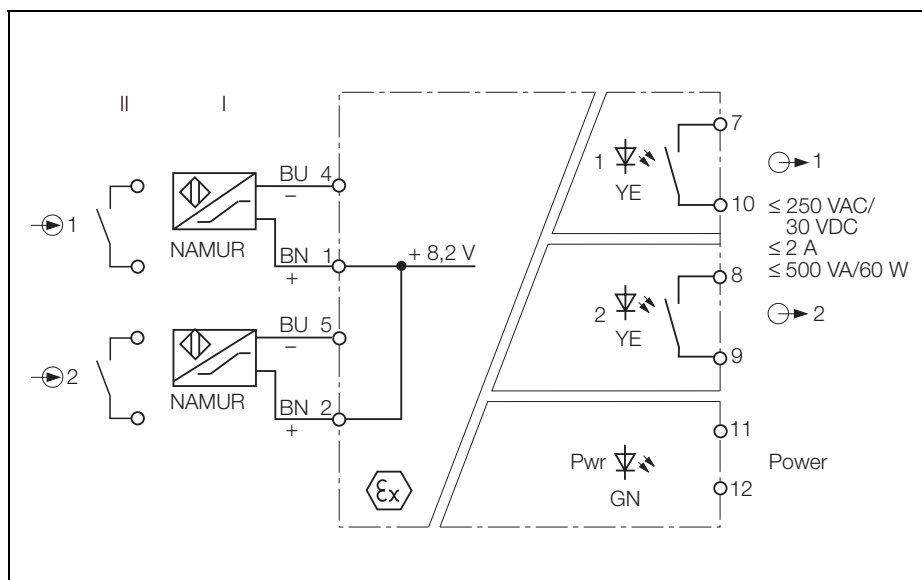 II I
BU 4
−
1
NAMUR
BN 1
+
+ 8,2 V
BU 5
−
2
NAMUR
BN 2
+
Ex
7
1
YE
1
10
≤ 250 VAC/
30 VDC
≤ 2 A
≤ 500 VA/60 W
8
2
YE
2
9
11
Pwr
Power
GN
12